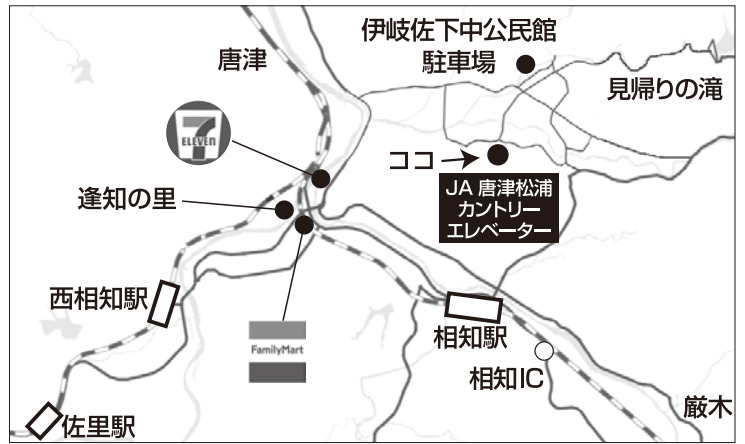 伊岐佐下中公民館
駐車場
唐津
見帰りの滝
7
ELEVEN
ココ
JA 唐津松浦
カントリー
エレベーター
逢知の里
西相知駅
FamilyMart
相知駅
相知IC
厳木
佐里駅